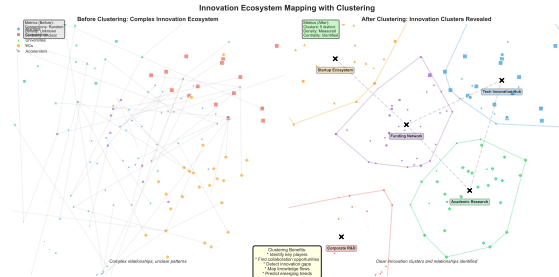 Innovation Ecosystem Mapping with Clustering
Before Clustering: Complex Innovation Ecosystem
Metrics (Before):
VCs
Accelerators
Complex relationships, unclear patterns
After Clustering: Innovation Clusters Revealed
Metrics (After):
Clusters: 5 distinct
Density: Measured
Centrality: Identified
Startup Ecosystem
Tech Innovation Hub
Funding Network
Academic Research
Corporate R&D
Clear innovation clusters and relationships identified
Clustering Benefits:
* Identify key players
* Find collaboration opportunities
* Detect innovation gaps
* Map knowledge flows
* Predict emerging trends